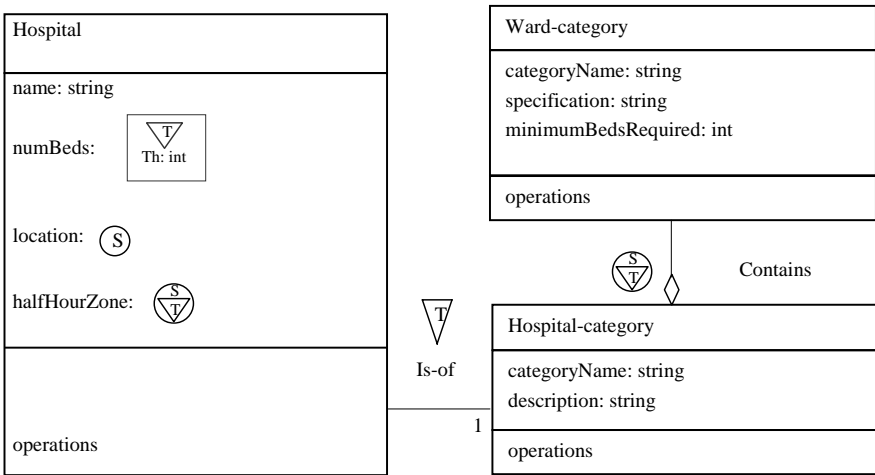 Hospital
name: string
numBeds:
T
Th: int
location: S
halfHourZone: S
T
operations
Ward-category
categoryName: string
specification: string
minimumBedsRequired: int
operations
S
T
Contains
T
Is-of
1
Hospital-category
categoryName: string
description: string
operations